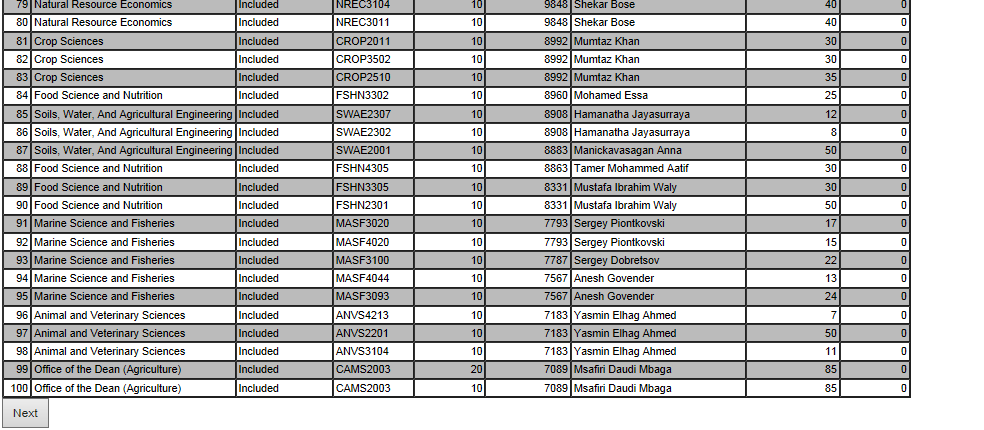 79 Natural Resource Economics Included NREC3104 10 9848 Shekar Bose 40 0
80 Natural Resource Economics Included NREC3011 10 9848 Shekar Bose 40 0
81 Crop Sciences Included CROP2011 10 8992 Mumtaz Khan 30 0
82 Crop Sciences Included CROP3502 10 8992 Mumtaz Khan 30 0
83 Crop Sciences Included CROP2510 10 8992 Mumtaz Khan 35 0
84 Food Science and Nutrition Included FSHN3302 10 8960 Mohamed Essa 25 0
85 Soils, Water, And Agricultural Engineering Included SWAE2307 10 8908 Hamanatha Jayasurraya 12 0
86 Soils, Water, And Agricultural Engineering Included SWAE2302 10 8908 Hamanatha Jayasurraya 8 0
87 Soils, Water, And Agricultural Engineering Included SWAE2001 10 8883 Manickavasagan Anna 50 0
88 Food Science and Nutrition Included FSHN4305 10 8863 Tamer Mohammed Aatif 30 0
89 Food Science and Nutrition Included FSHN3305 10 8331 Mustafa Ibrahim Waly 30 0
90 Food Science and Nutrition Included FSHN2301 10 8331 Mustafa Ibrahim Waly 50 0
91 Marine Science and Fisheries Included MASF3020 10 7793 Sergey Piontkovski 17 0
92 Marine Science and Fisheries Included MASF4020 10 7793 Sergey Piontkovski 15 0
93 Marine Science and Fisheries Included MASF3100 10 7787 Sergey Dobretsov 22 0
94 Marine Science and Fisheries Included MASF4044 10 7567 Anesh Govender 13 0
95 Marine Science and Fisheries Included MASF3093 10 7567 Anesh Govender 24 0
96 Animal and Veterinary Sciences Included ANVS4213 10 7183 Yasmin Elhag Ahmed 7 0
97 Animal and Veterinary Sciences Included ANVS2201 10 7183 Yasmin Elhag Ahmed 50 0
98 Animal and Veterinary Sciences Included ANVS3104 10 7183 Yasmin Elhag Ahmed 11 0
99 Office of the Dean (Agriculture) Included CAMS2003 20 7089 Msafiri Daudi Mbaga 85 0
100 Office of the Dean (Agriculture) Included CAMS2003 10 7089 Msafiri Daudi Mbaga 85 0
Next